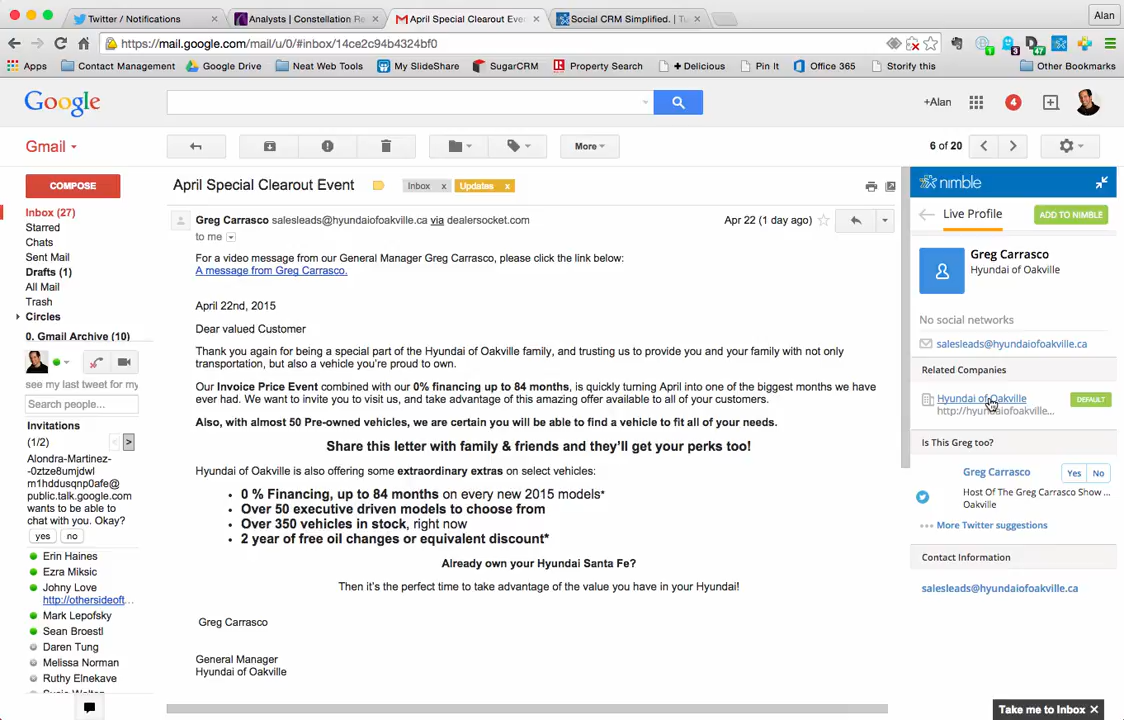 Twitter / Notifications
Analysts | Constellation Re
April Special Clearout Eve
Social CRM Simplified. | Tu
Alan
https://mail.google.com/mail/u/0/#inbox/14ce2c94b4324bf0
1
3
47
Apps
Contact Management
Google Drive
Neat Web Tools
My SlideShare
SugarCRM
Property Search
+ Delicious
Pin It
Office 365
Storify this
Other Bookmarks
Google
+Alan
4
Gmail
More
6 of 20
COMPOSE
Inbox (27)
Starred
Chats
Sent Mail
Drafts (1)
All Mail
Trash
Circles
0. Gmail Archive (10)
see my last tweet for my
Search people...
Invitations
(1/2)
<
>
Alondra-Martinez-
-0ztze8umjdwl
m1hddusqnp0afe@
public.talk.google.com
wants to be able to
chat with you. Okay?
yes
no
Erin Haines
Ezra Miksic
Johny Love
http://othersideoft...
Mark Lepofsky
Sean Broestl
Daren Tung
Melissa Norman
Ruthy Elnekave
April Special Clearout Event
Inbox x
Updates x
Greg Carrasco salesleads@hyundaiofoakville.ca via dealersocket.com
Apr 22 (1 day ago)
to me
For a video message from our General Manager Greg Carrasco, please click the link below:
A message from Greg Carrasco.
April 22nd, 2015
Dear valued Customer
Thank you again for being a special part of the Hyundai of Oakville family, and trusting us to provide you and your family with not only
transportation, but also a vehicle you're proud to own.
Our Invoice Price Event combined with our 0% financing up to 84 months, is quickly turning April into one of the biggest months we have
ever had. We want to invite you to visit us, and take advantage of this amazing offer available to all of your customers.
Also, with almost 50 Pre-owned vehicles, we are certain you will be able to find a vehicle to fit all of your needs.
Share this letter with family & friends and they'll get your perks too!
Hyundai of Oakville is also offering some extraordinary extras on select vehicles:
• 0 % Financing, up to 84 months on every new 2015 models*
• Over 50 executive driven models to choose from
• Over 350 vehicles in stock, right now
• 2 year of free oil changes or equivalent discount*
Already own your Hyundai Santa Fe?
Then it's the perfect time to take advantage of the value you have in your Hyundai!
Greg Carrasco
General Manager
Hyundai of Oakville
nimble
Live Profile
ADD TO NIMBLE
Greg Carrasco
Hyundai of Oakville
No social networks
salesleads@hyundaiofoakville.ca
Related Companies
Hyundai of Oakville
DEFAULT
http://hyundaiofoakville...
Is This Greg too?
Greg Carrasco
Yes
No
Host Of The Greg Carrasco Show ...
Oakville
••• More Twitter suggestions
Contact Information
salesleads@hyundaiofoakville.ca
Take me to Inbox ✕